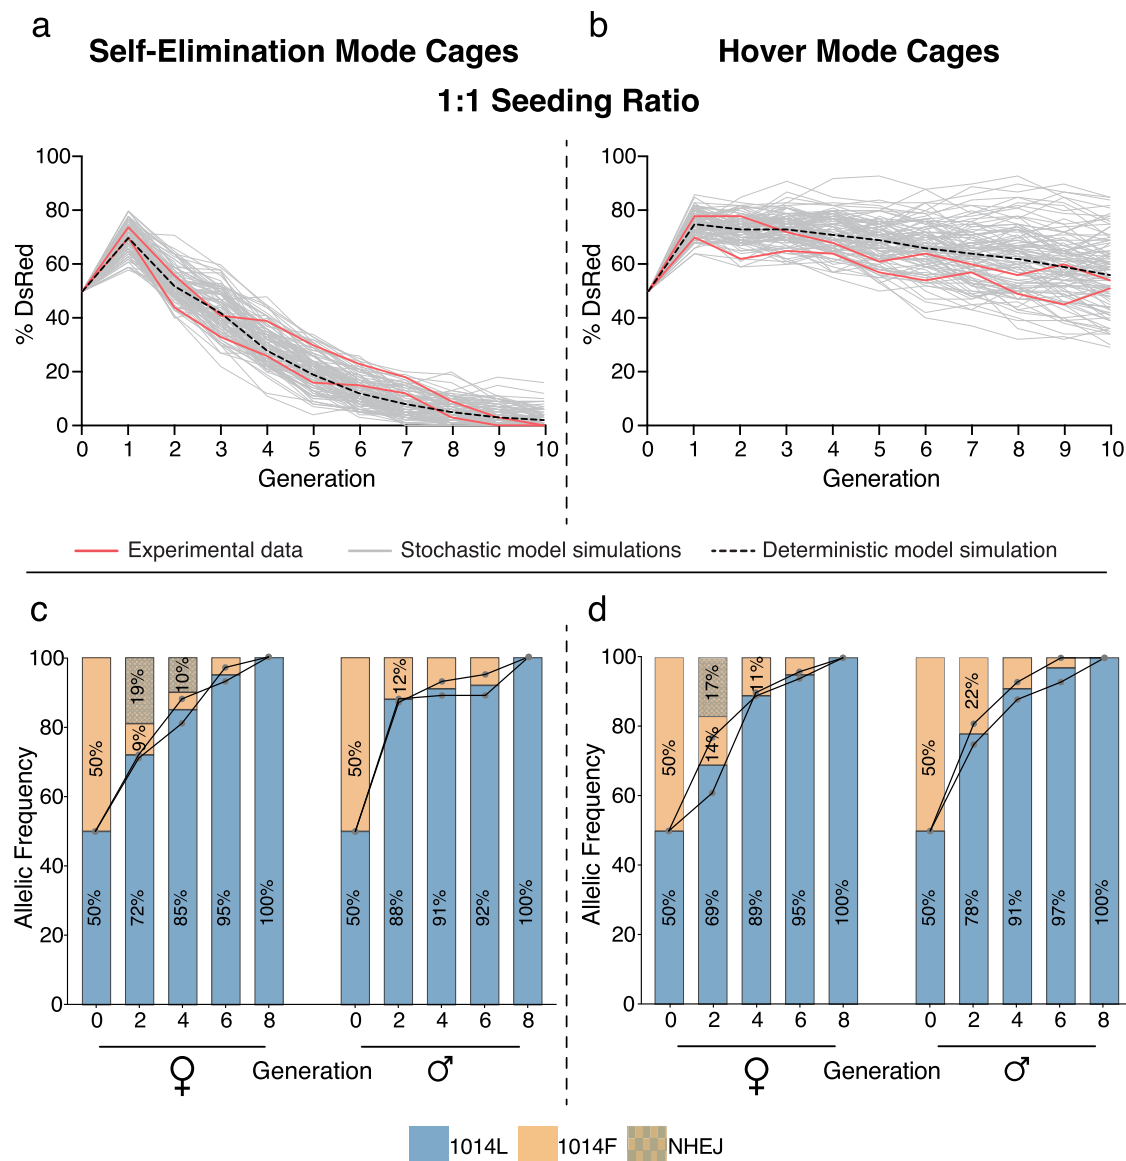 a
b
Self-Elimination Mode Cages
Hover Mode Cages
1:1 Seeding Ratio
% DsRed
100
80
60
40
20
0
0 1 2 3 4 5 6 7 8 9 10
Generation
% DsRed
100
80
60
40
20
0
0 1 2 3 4 5 6 7 8 9 10
Generation
Experimental data
Stochastic model simulations
Deterministic model simulation
c
d
Allelic Frequency
100
80
60
40
20
0
50%
19%
9%
10%
12%
50%
50% 72% 85% 95% 100%
50% 88% 91% 92% 100%
0 2 4 6 8
0 2 4 6 8
♀ Generation ♂
Allelic Frequency
100
80
60
40
20
0
50%
17%
14%
11%
50%
22%
50% 69% 89% 95% 100%
50% 78% 91% 97% 100%
0 2 4 6 8
0 2 4 6 8
♀ Generation ♂
1014L 1014F NHEJ